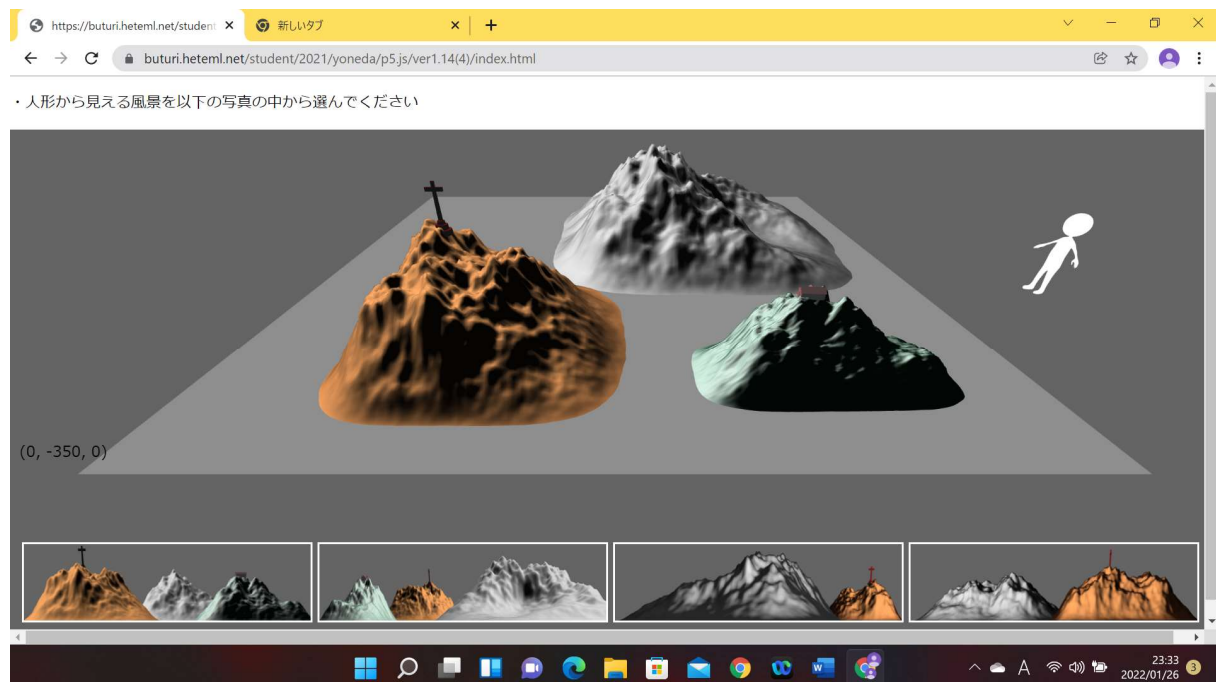 https://buturi.heteml.net/student
新しいタブ
buturi.heteml.net/student/2021/yoneda/p5.js/ver1.14(4)/index.html
・人形から見える風景を以下の写真の中から選んでください
(0, -350, 0)
A
23:33
2022/01/26
3